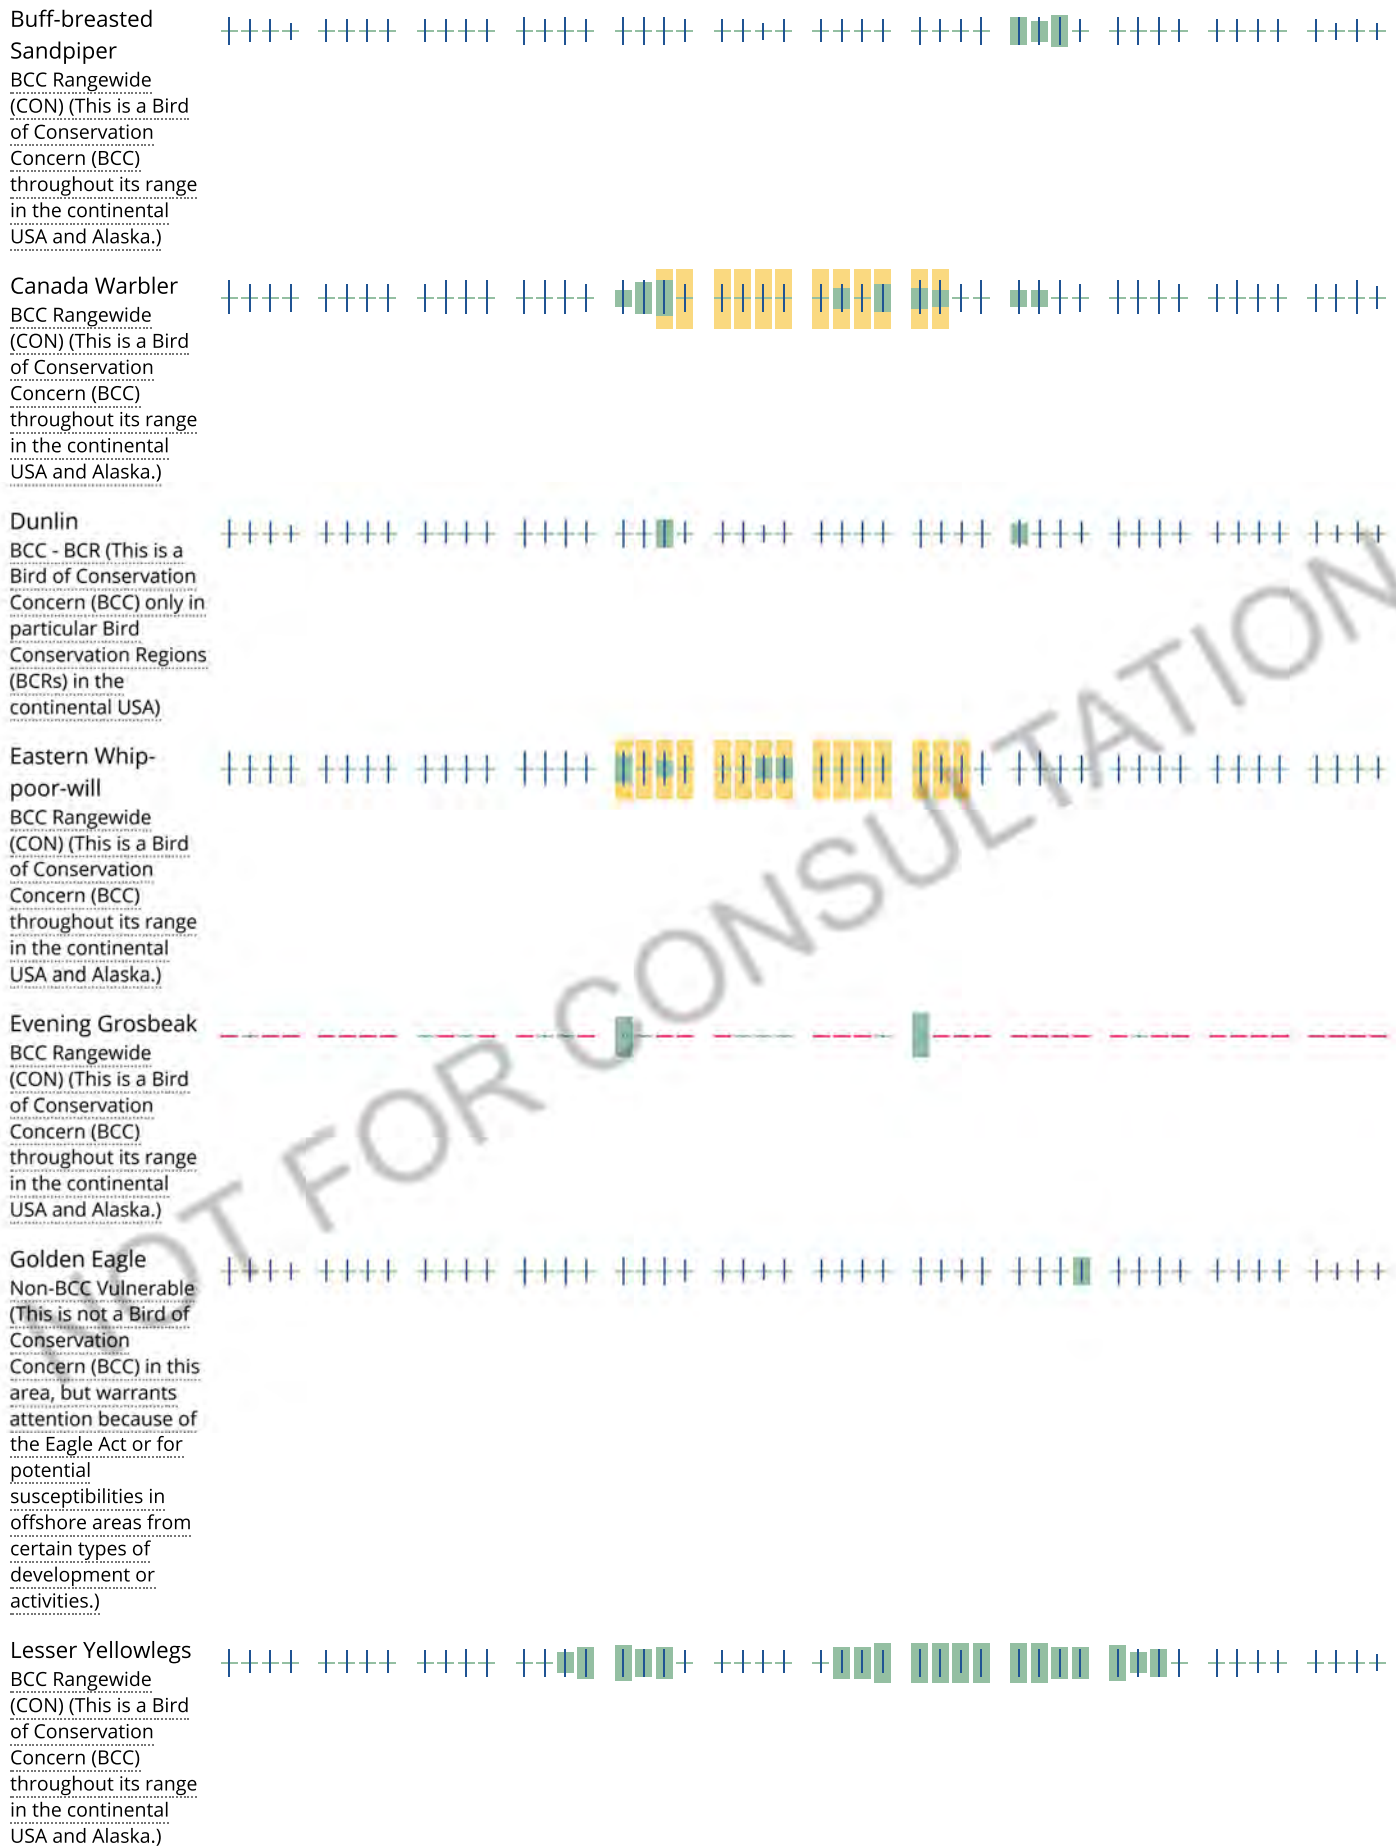 Buff-breasted
Sandpiper
BCC Rangewide
(CON) (This is a Bird
of Conservation
Concern (BCC)
throughout its range
in the continental
USA and Alaska.)
Canada Warbler
BCC Rangewide
(CON) (This is a Bird
of Conservation
Concern (BCC)
throughout its range
in the continental
USA and Alaska.)
Dunlin
BCC - BCR (This is a
Bird of Conservation
Concern (BCC) only in
particular Bird
Conservation Regions
(BCRs) in the
continental USA)
Eastern Whip-
poor-will
BCC Rangewide
(CON) (This is a Bird
of Conservation
Concern (BCC)
throughout its range
in the continental
USA and Alaska.)
Evening Grosbeak
BCC Rangewide
(CON) (This is a Bird
of Conservation
Concern (BCC)
throughout its range
in the continental
USA and Alaska.)
Golden Eagle
Non-BCC Vulnerable
(This is not a Bird of
Conservation
Concern (BCC) in this
area, but warrants
attention because of
the Eagle Act or for
potential
susceptibilities in
offshore areas from
certain types of
development or
activities.)
Lesser Yellowlegs
BCC Rangewide
(CON) (This is a Bird
of Conservation
Concern (BCC)
throughout its range
in the continental
USA and Alaska.)
NOT FOR CONSULTATION